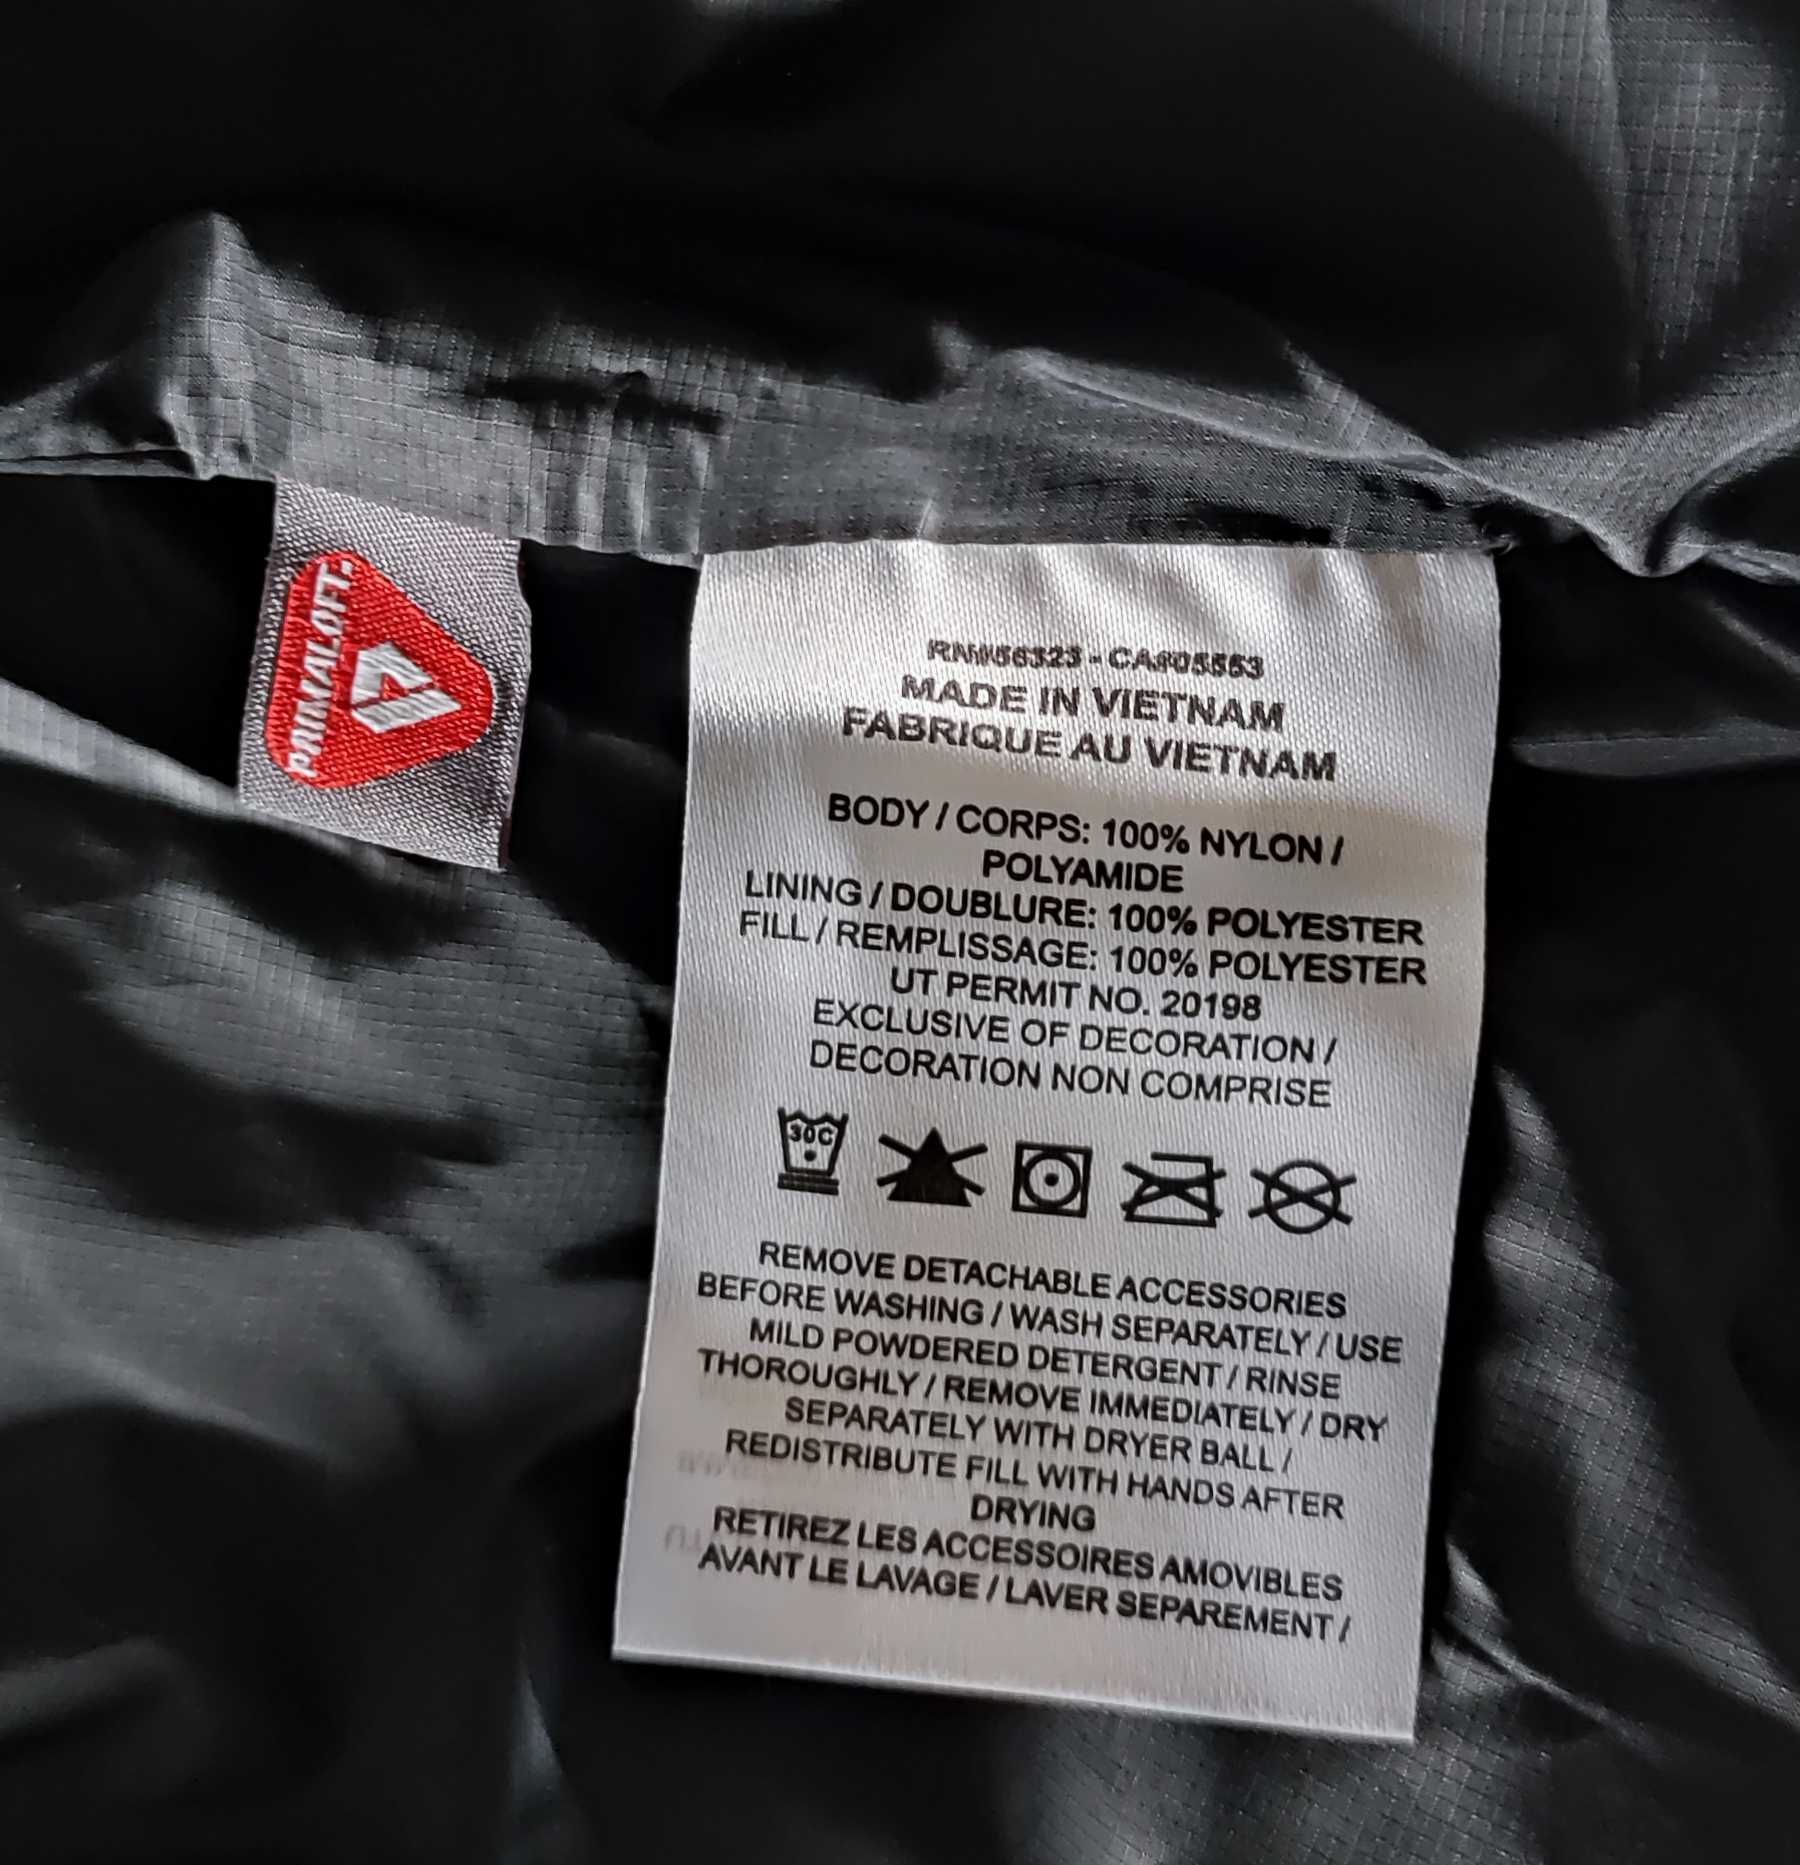 PRIMALOFT
MADE IN VIETNAM
FABRIQUE AU VIETNAM
BODY / CORPS: 100% NYLON /
POLYAMIDE
LINING / DOUBLURE: 100% POLYESTER
FILL / REMPLISSAGE: 100% POLYESTER
UT PERMIT NO. 20198
EXCLUSIVE OF DECORATION /
DECORATION NON COMPRISE
30C
REMOVE DETACHABLE ACCESSORIES
BEFORE WASHING / WASH SEPARATELY / USE
MILD POWDERED DETERGENT / RINSE
THOROUGHLY / REMOVE IMMEDIATELY / DRY
SEPARATELY WITH DRYER BALL /
REDISTRIBUTE FILL WITH HANDS AFTER
DRYING
RETIREZ LES ACCESSOIRES AMOVIBLES
AVANT LE LAVAGE / LAVER SEPAREMENT /